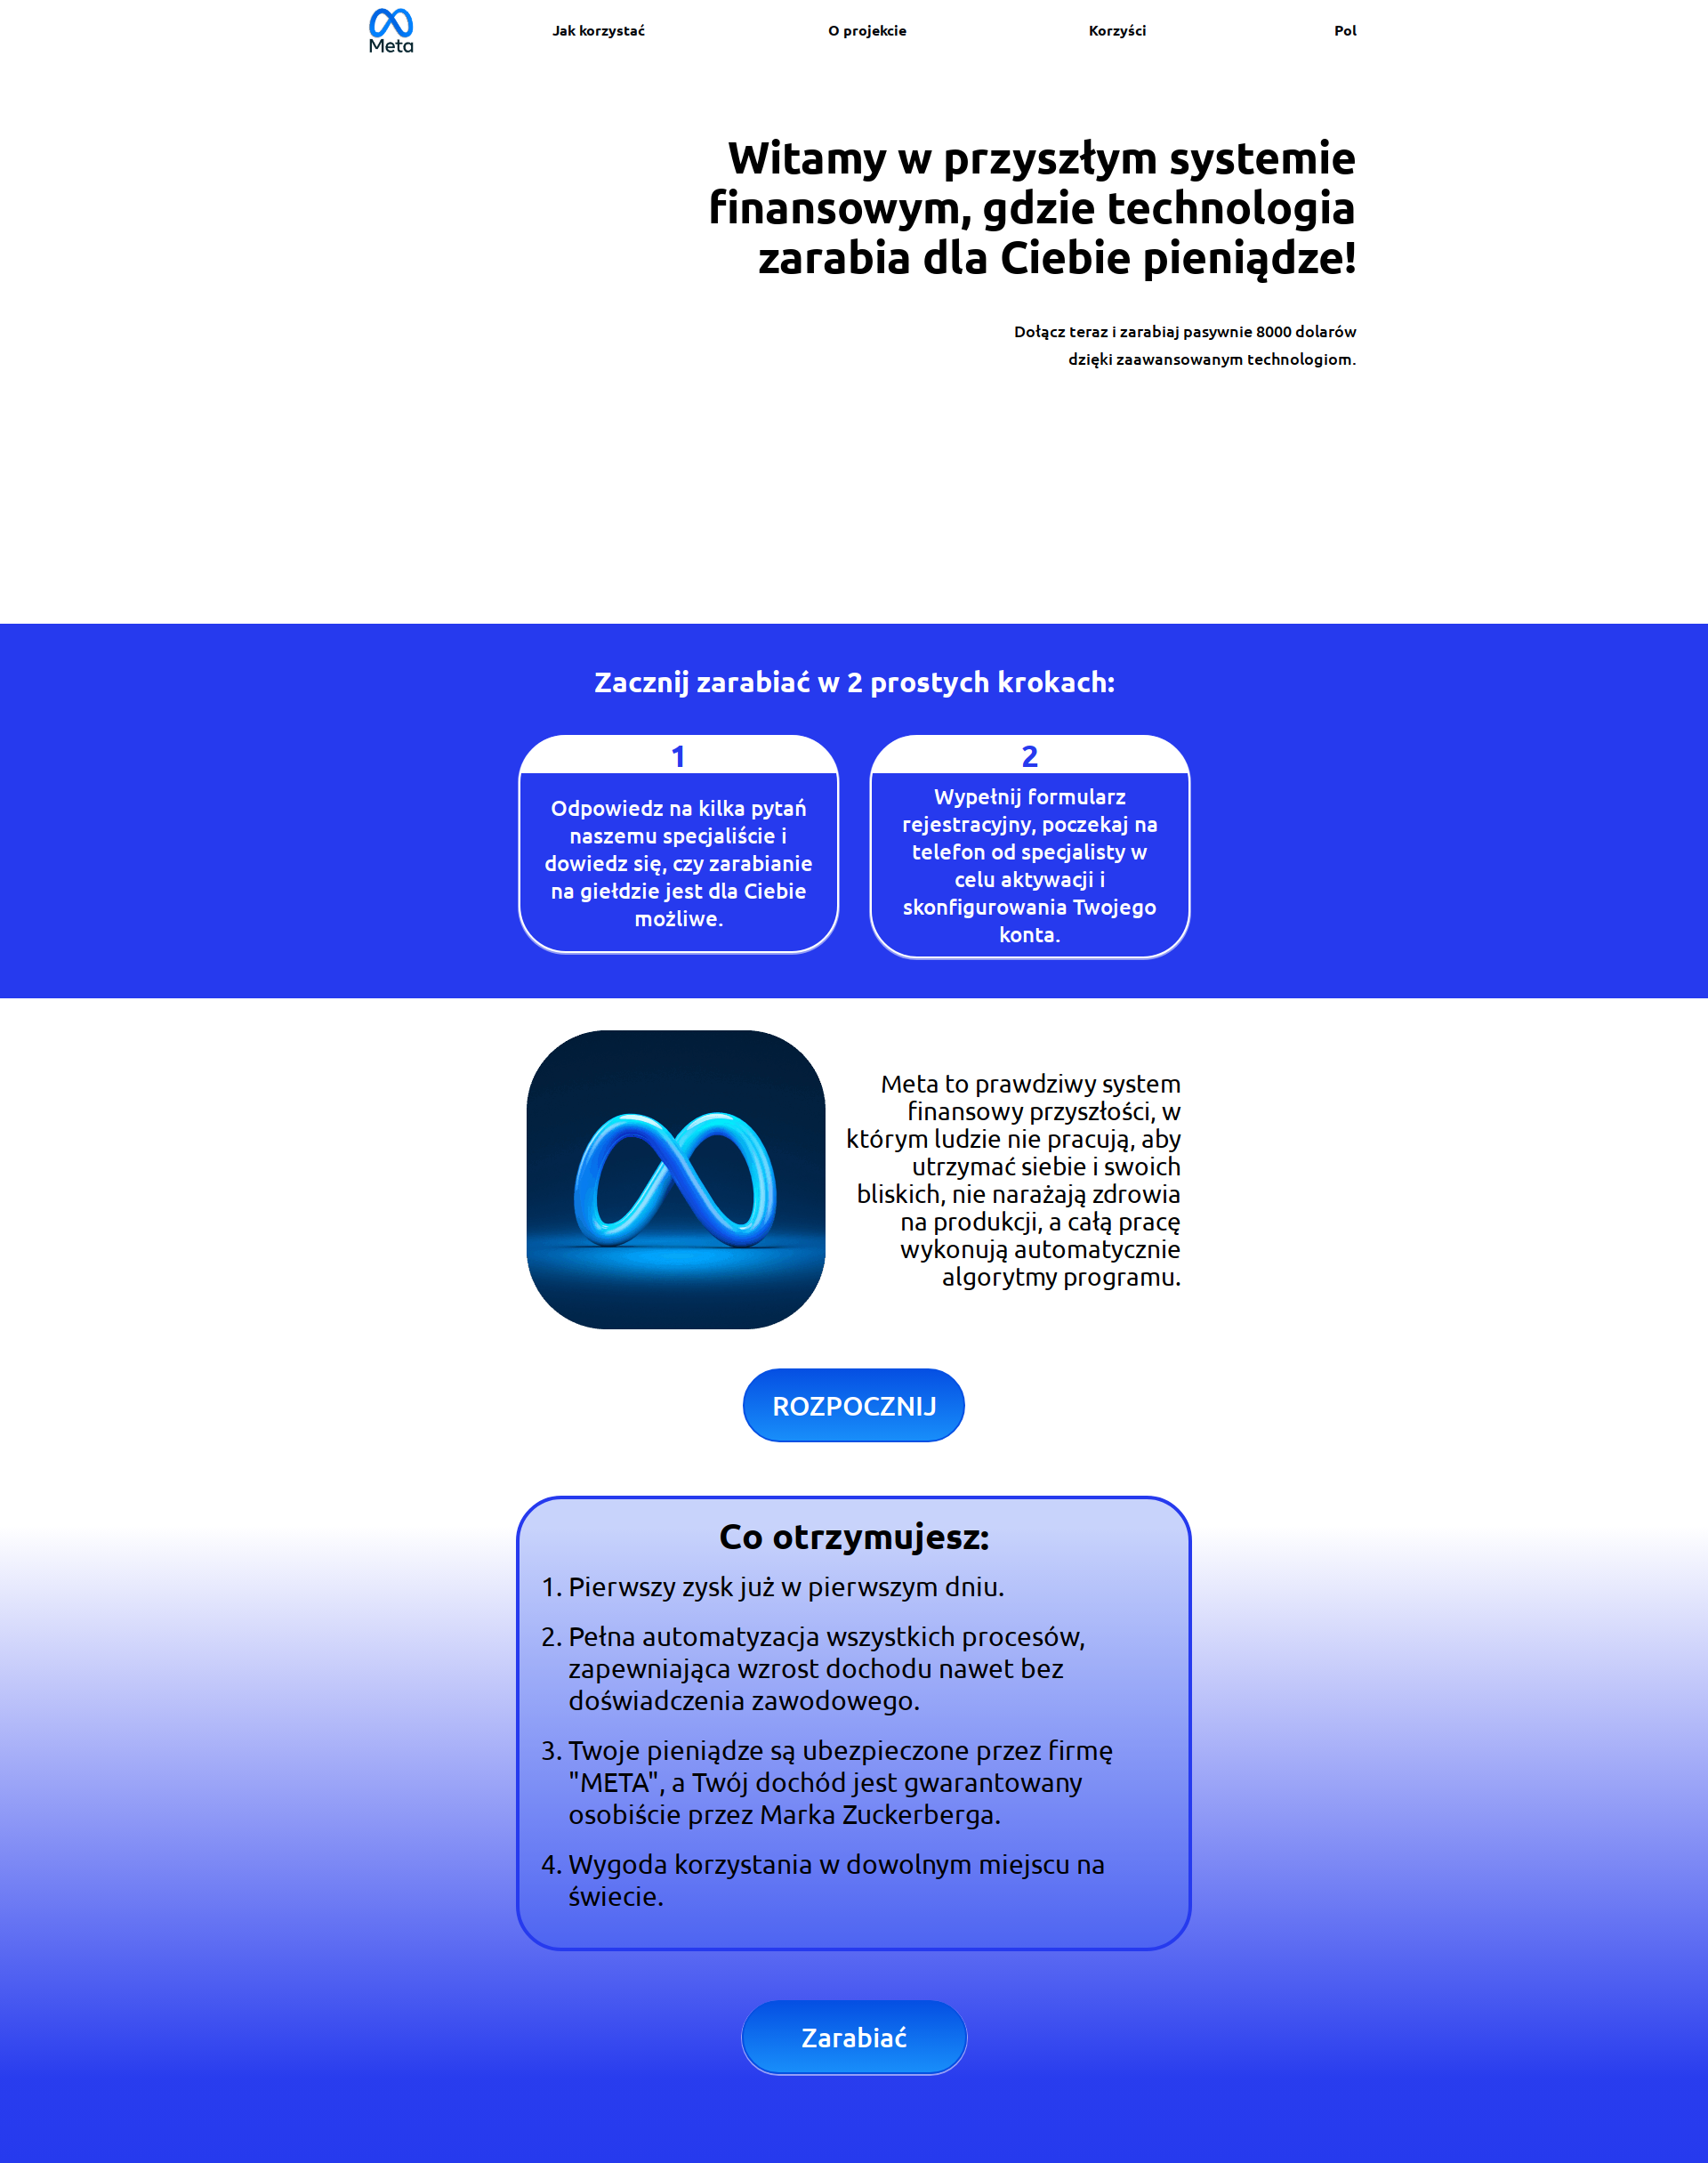 Meta
Jak korzystać
O projekcie
Korzyści
Pol
Witamy w przyszłym systemie
finansowym, gdzie technologia
zarabia dla Ciebie pieniądze!
Dołącz teraz i zarabiaj pasywnie 8000 dolarów
dzięki zaawansowanym technologiom.
Zacznij zarabiać w 2 prostych krokach:
1
Odpowiedz na kilka pytań
naszemu specjaliście i
dowiedz się, czy zarabianie
na giełdzie jest dla Ciebie
możliwe.
2
Wypełnij formularz
rejestracyjny, poczekaj na
telefon od specjalisty w
celu aktywacji i
skonfigurowania Twojego
konta.
Meta to prawdziwy system
finansowy przyszłości, w
którym ludzie nie pracują, aby
utrzymać siebie i swoich
bliskich, nie narażają zdrowia
na produkcji, a całą pracę
wykonują automatycznie
algorytmy programu.
ROZPOCZNIJ
Co otrzymujesz:
1. Pierwszy zysk już w pierwszym dniu.
2. Pełna automatyzacja wszystkich procesów,
zapewniająca wzrost dochodu nawet bez
doświadczenia zawodowego.
3. Twoje pieniądze są ubezpieczone przez firmę
"META", a Twój dochód jest gwarantowany
osobiście przez Marka Zuckerberga.
4. Wygoda korzystania w dowolnym miejscu na
świecie.
Zarabiać